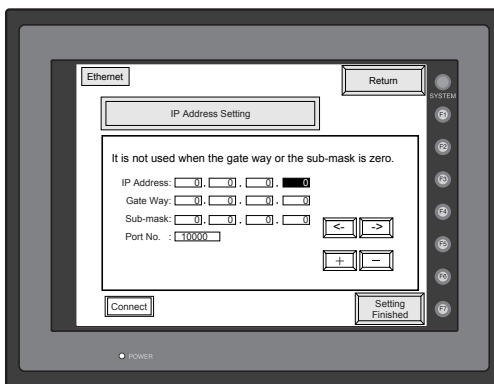 Ethernet
Return
SYSTEM
IP Address Setting
F1
F2
It is not used when the gate way or the sub-mask is zero.
F3
IP Address: 0. 0. 0. 0
Gate Way: 0. 0. 0. 0
F4
Sub-mask: 0. 0. 0. 0
<- ->
Port No. : 10000
F5
+ −
F6
Connect
Setting
Finished
F7
POWER